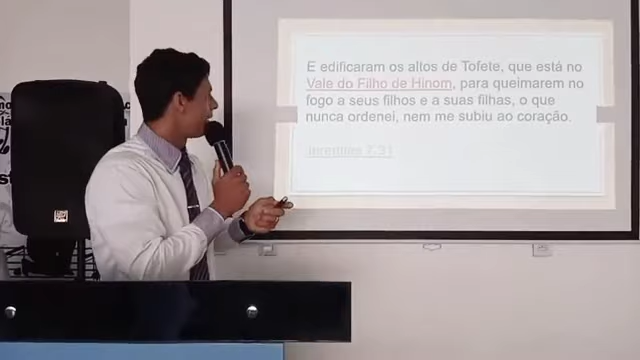 E edificaram os altos de Tofete, que está no
Vale do Filho de Hinom, para queimarem no
fogo a seus filhos e a suas filhas, o que
nunca ordenei, nem me subiu ao coração.
Jeremias 7.31